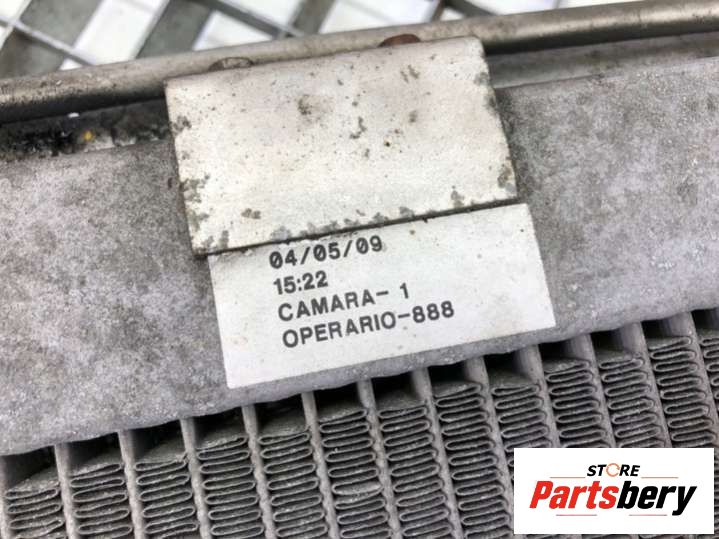 04/05/09
15:22
CAMARA- 1
OPERARIO-888
STORE
Partsbery